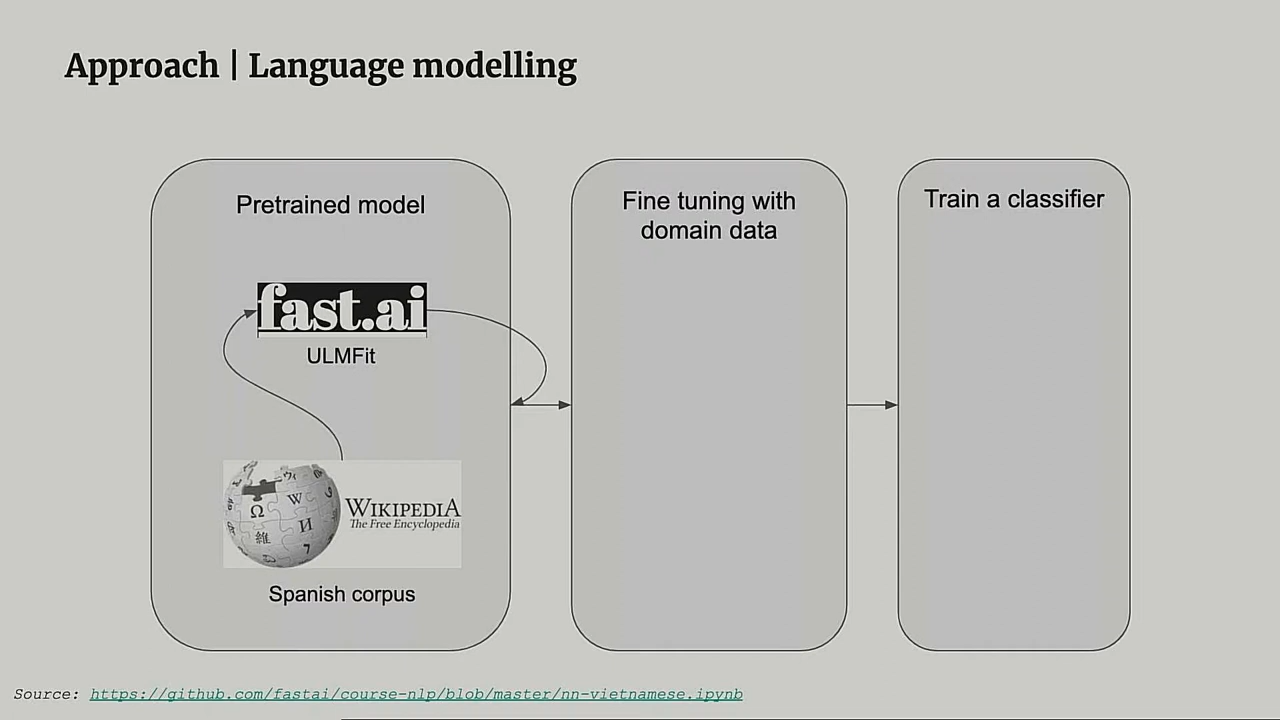 Approach | Language modelling
Pretrained model
fast.ai
ULMFit
WIKIPEDIA
The Free Encyclopedia
Spanish corpus
Fine tuning with
domain data
Train a classifier
Source: https://github.com/fastai/course-nlp/blob/master/nn-vietnamese.ipynb